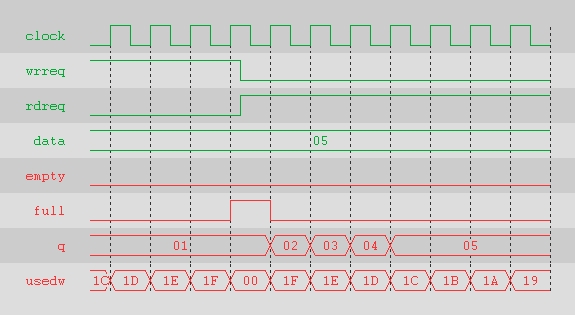 clock
wrreq
rdreq
data 05
empty
full
q 01 02 03 04 05
usedw 1C 1D 1E 1F 00 1F 1E 1D 1C 1B 1A 19